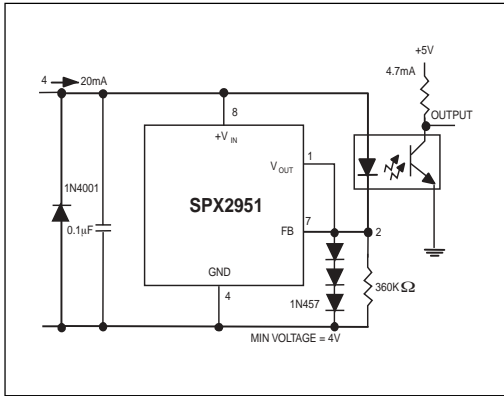 +5V
4.7mA
OUTPUT
4 20mA
8
+V IN
1
V OUT
1N4001
SPX2951
0.1µF
7
FB
2
GND
360KΩ
4
1N457
MIN VOLTAGE = 4V